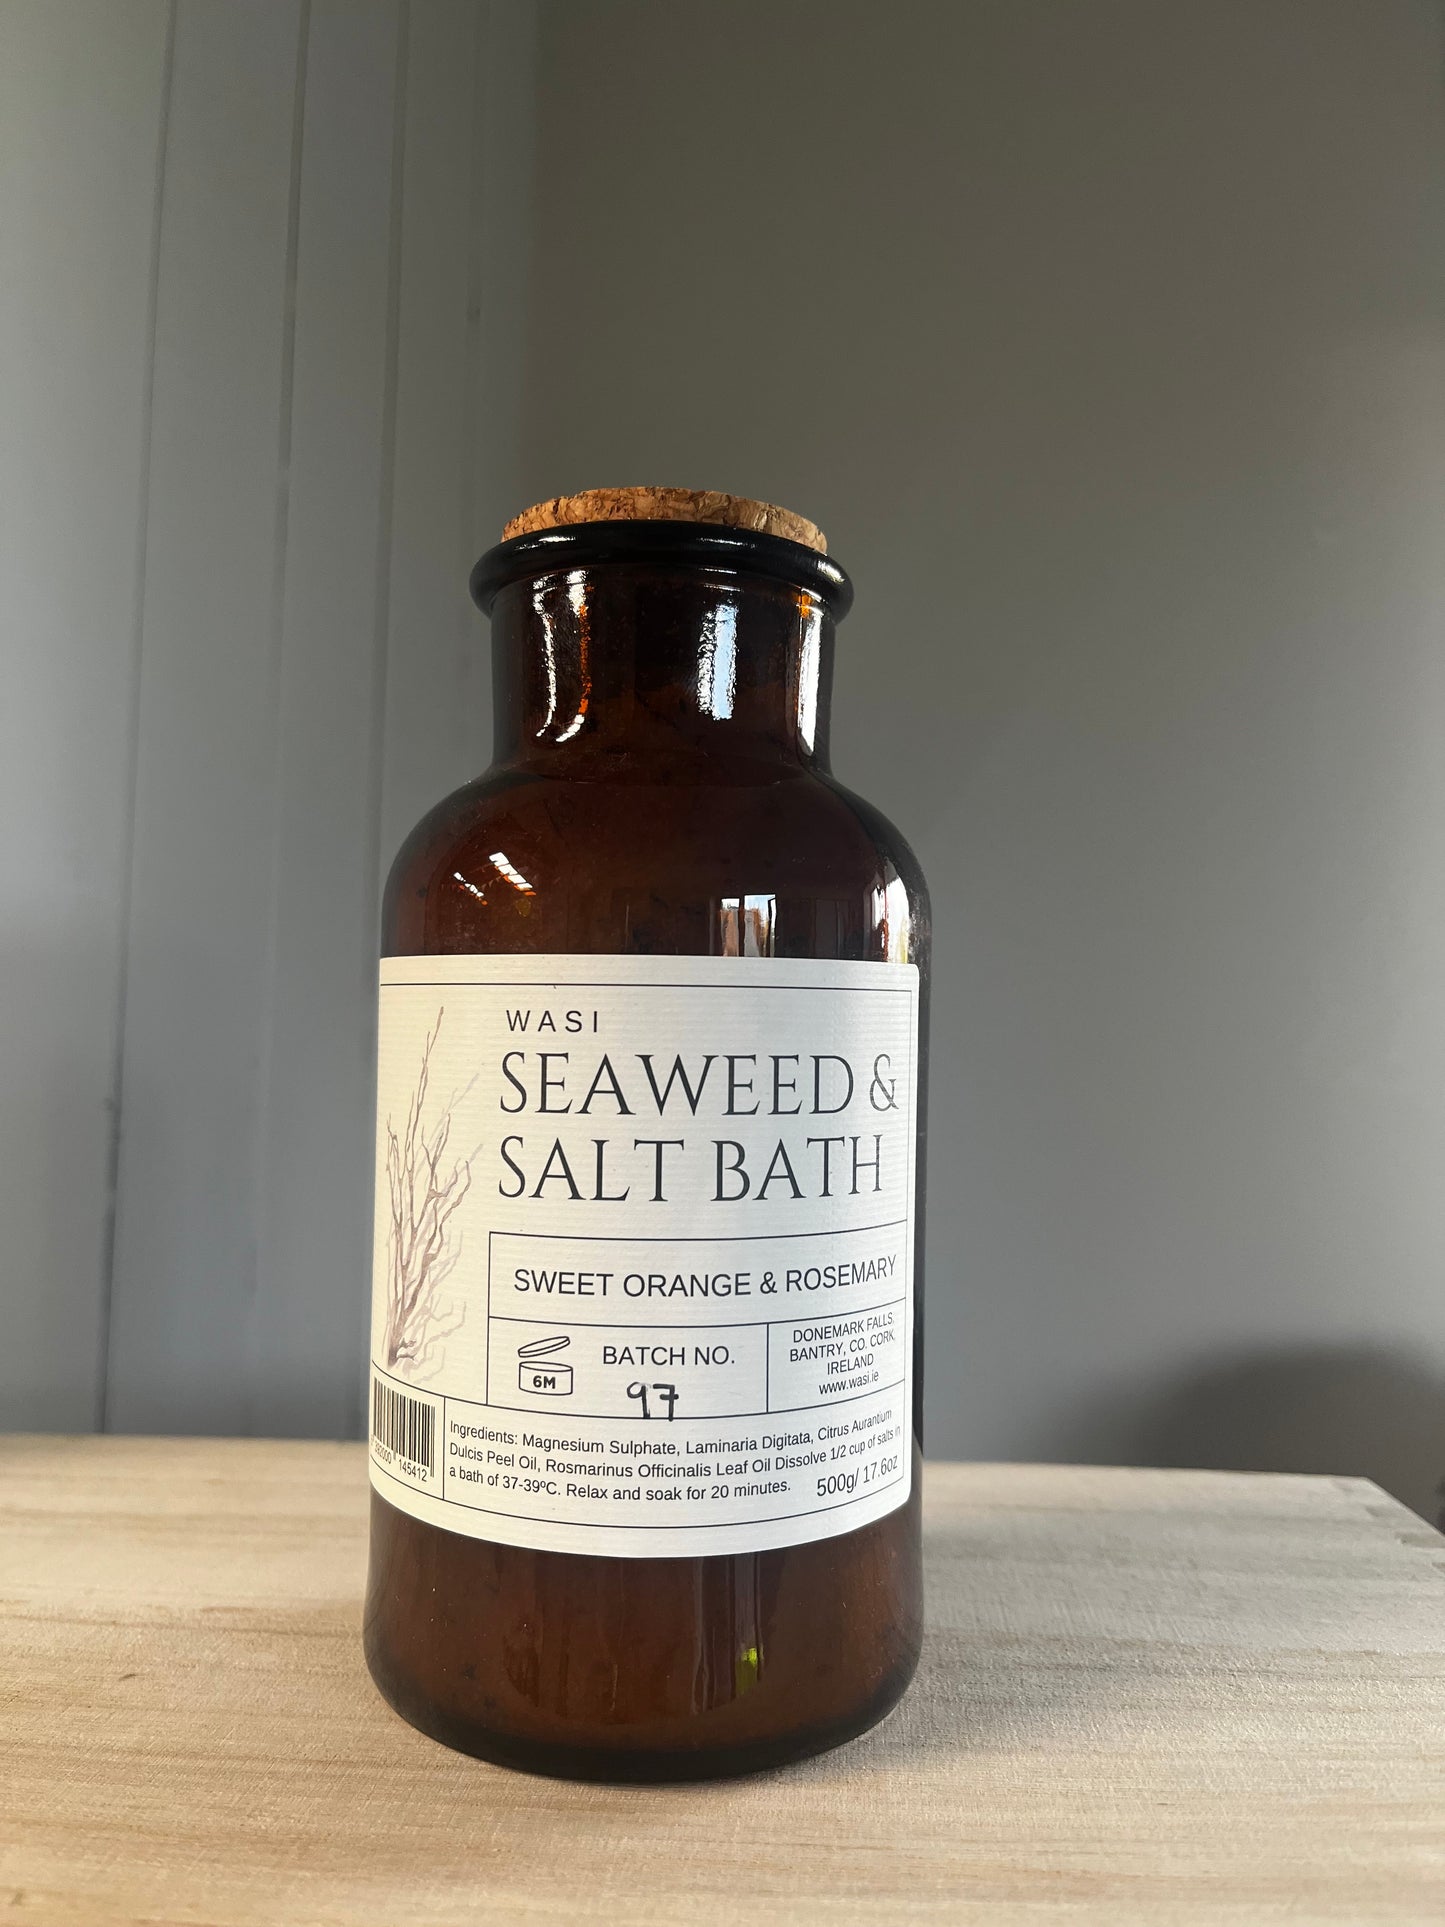 WASI
SEAWEED &
SALT BATH
SWEET ORANGE & ROSEMARY
6M
BATCH NO.
97
DONEMARK FALLS,
BANTRY, CO. CORK,
IRELAND
www.wasi.ie
145412
Ingredients: Magnesium Sulphate, Laminaria Digitata, Citrus Aurantium
Dulcis Peel Oil, Rosmarinus Officinalis Leaf Oil Dissolve 1/2 cup of salts in
a bath of 37-39ºC. Relax and soak for 20 minutes.
500g/ 17.6oz